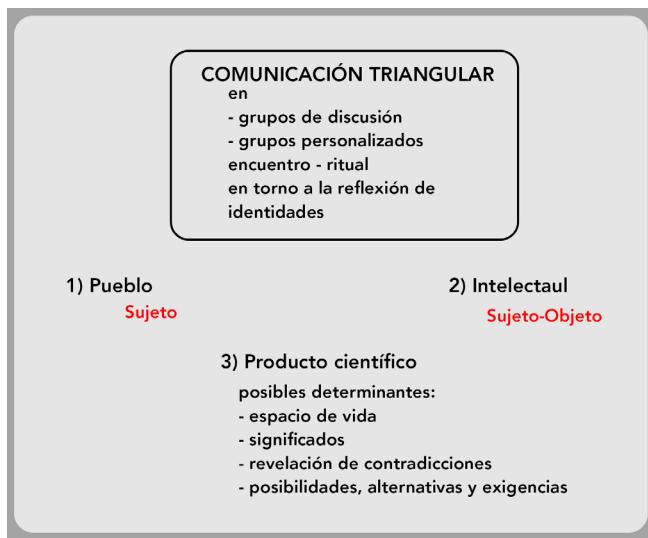 COMUNICACIÓN TRIANGULAR
en
- grupos de discusión
- grupos personalizados
encuentro - ritual
en torno a la reflexión de
identidades
1) Pueblo
Sujeto
2) Intelectaul
Sujeto-Objeto
3) Producto científico
posibles determinantes:
- espacio de vida
- significados
- revelación de contradicciones
- posibilidades, alternativas y exigencias